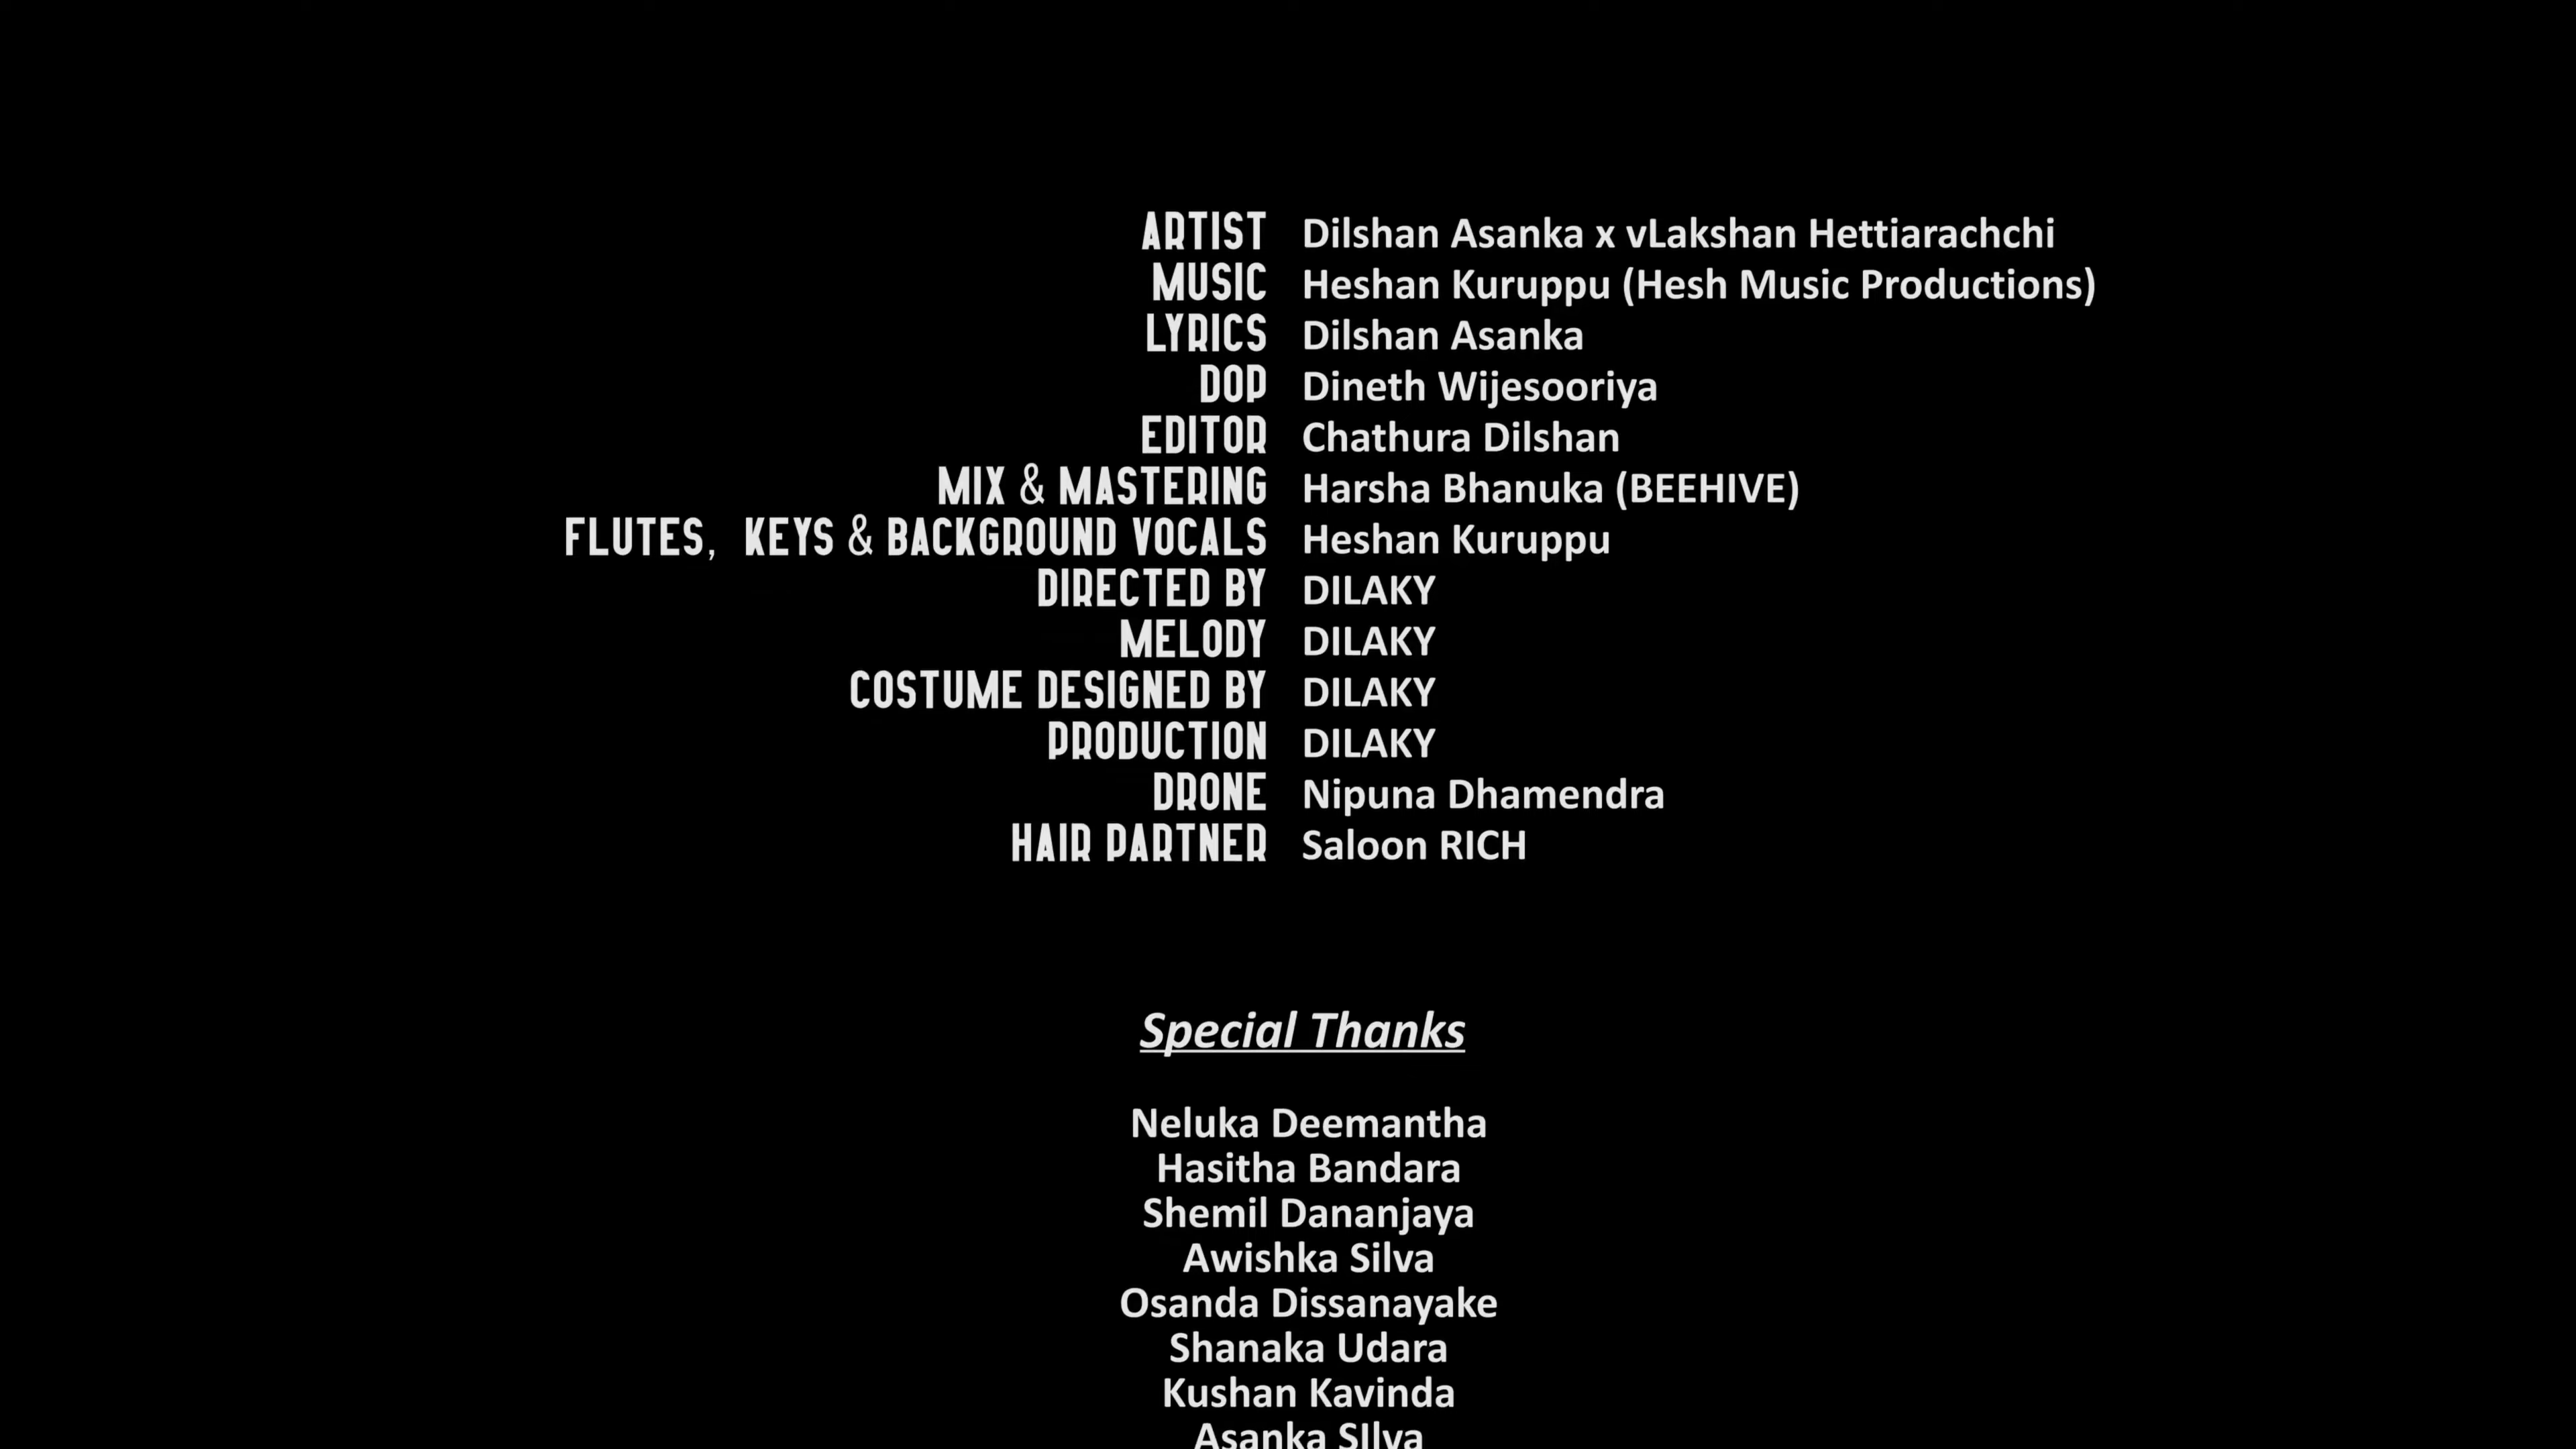 ARTIST Dilshan Asanka x vLakshan Hettiarachchi
MUSIC Heshan Kuruppu (Hesh Music Productions)
LYRICS Dilshan Asanka
DOP Dineth Wijesooriya
EDITOR Chathura Dilshan
MIX & MASTERING Harsha Bhanuka (BEEHIVE)
FLUTES, KEYS & BACKGROUND VOCALS Heshan Kuruppu
DIRECTED BY DILAKY
MELODY DILAKY
COSTUME DESIGNED BY DILAKY
PRODUCTION DILAKY
DRONE Nipuna Dhamendra
HAIR PARTNER Saloon RICH
Special Thanks
Neluka Deemantha
Hasitha Bandara
Shemil Dananjaya
Awishka Silva
Osanda Dissanayake
Shanaka Udara
Kushan Kavinda
Asanka SIlva